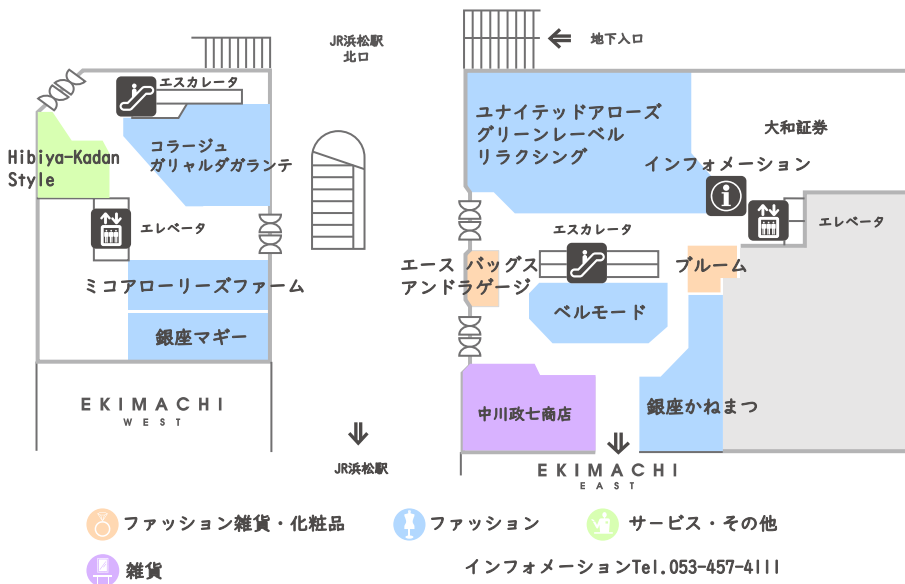 JR浜松駅
北口
地下入口
エスカレータ
コラージュ
ガリャルダガランテ
Hibiya-Kadan
Style
エレベータ
ミコアローリーズファーム
銀座マギー
EKIMACHI
WEST
JR浜松駅
ユナイテッドアローズ
グリーンレーベル
リラクシング
大和証券
インフォメーション
エレベータ
エスカレータ
エース バッグス
アンドラゲージ
ブルーム
ベルモード
中川政七商店
銀座かねまつ
EKIMACHI
EAST
ファッション雑貨・化粧品
ファッション
サービス・その他
雑貨
インフォメーションTel.053-457-4111